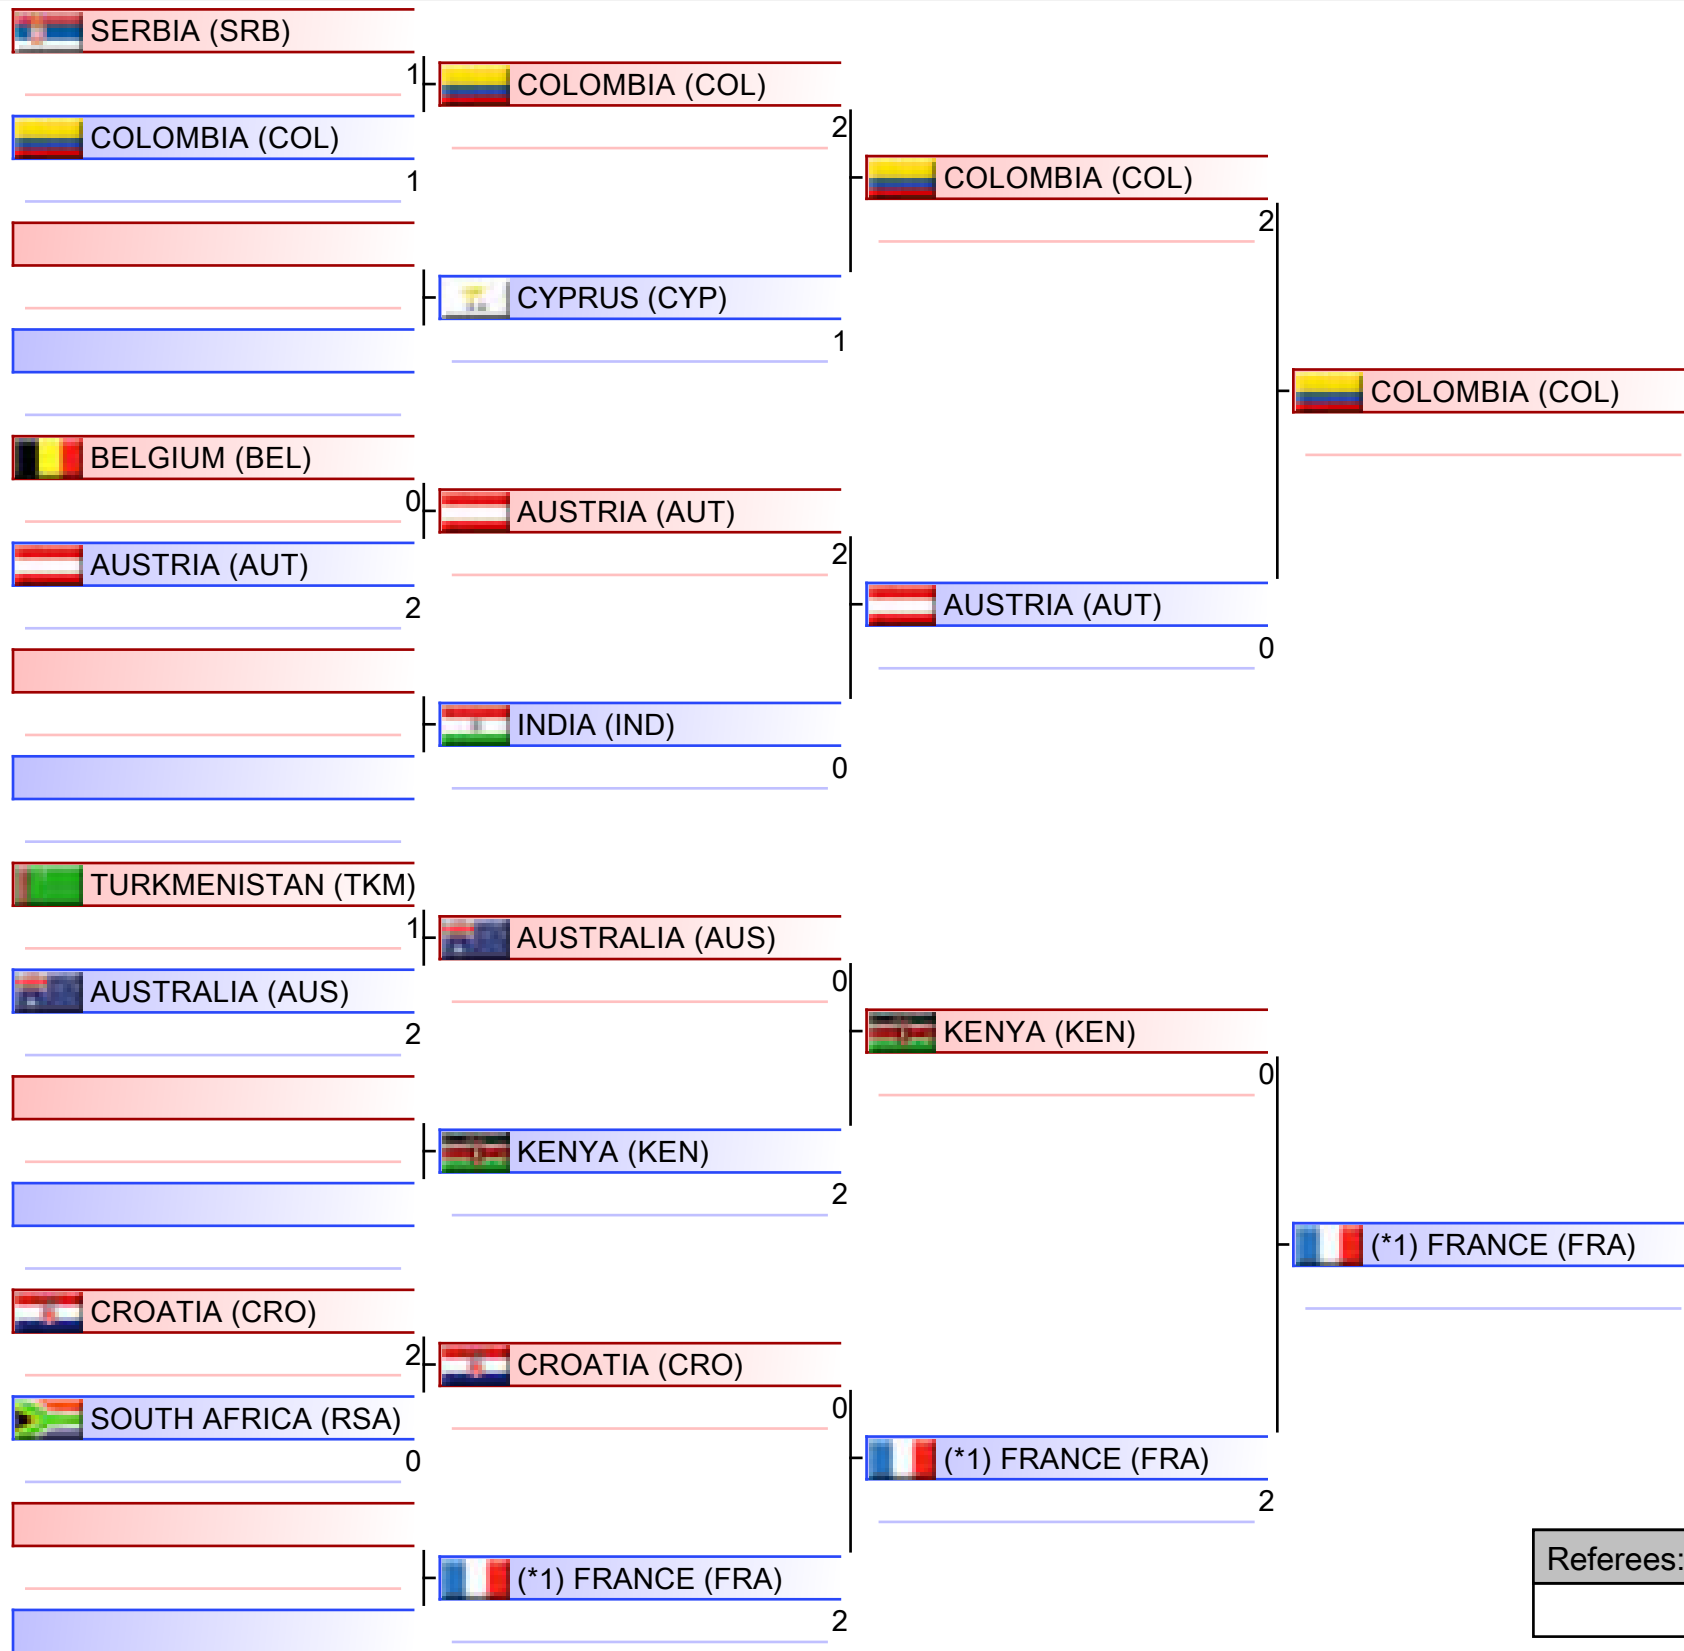 SERBIA (SRB)
1
COLOMBIA (COL)
1
BELGIUM (BEL)
0
AUSTRIA (AUT)
2
TURKMENISTAN (TKM)
1
AUSTRALIA (AUS)
2
CROATIA (CRO)
2
SOUTH AFRICA (RSA)
0
COLOMBIA (COL)
2
CYPRUS (CYP)
1
AUSTRIA (AUT)
2
INDIA (IND)
0
AUSTRALIA (AUS)
0
KENYA (KEN)
2
CROATIA (CRO)
0
(*1) FRANCE (FRA)
2
COLOMBIA (COL)
2
AUSTRIA (AUT)
0
KENYA (KEN)
0
(*1) FRANCE (FRA)
2
COLOMBIA (COL)
(*1) FRANCE (FRA)
Referees: